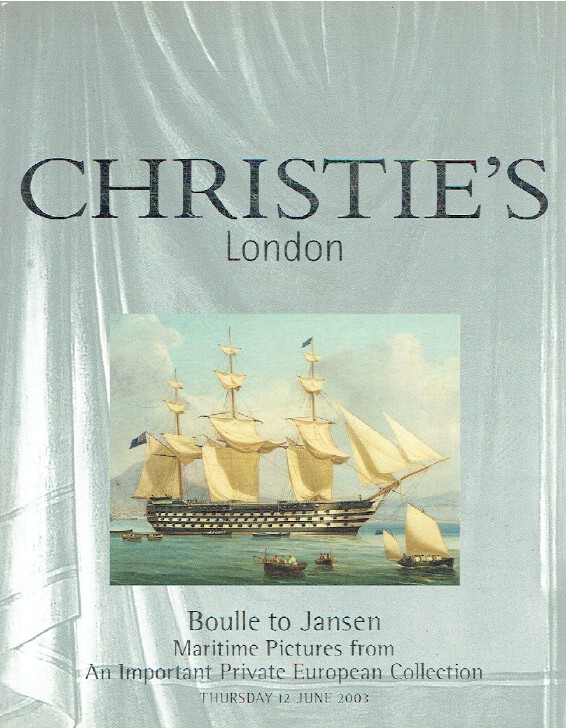 CHRISTIE'S
London
Boulle to Jansen
Maritime Pictures from
An Important Private European Collection
THURSDAY 12 JUNE 2003